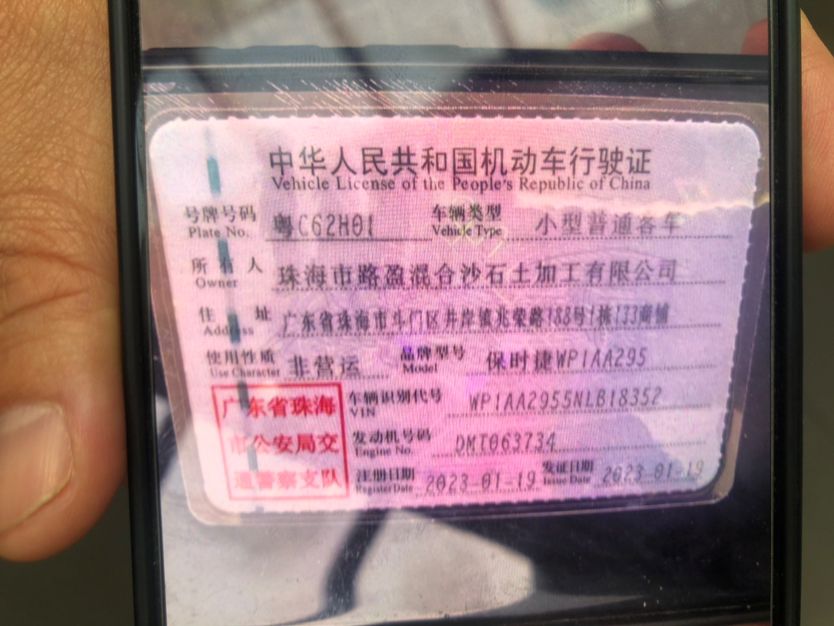 中华人民共和国机动车行驶证
Vehicle License of the People's Republic of China
号牌号码 粤C62H01 车辆类型 小型普通客车
Plate No. Vehicle Type
所有人 珠海市路盈混合沙石土加工有限公司
Owner
住址 广东省珠海市斗门区井岸镇兆荣路188号1栋133商铺
Address
使用性质 非营运 品牌型号 保时捷WP1AA295
Use Character Model
广东省珠海 车辆识别代号 WP1AA2955NLB18352
VIN
市公安局交 发动机号码 DMT063734
Engine No.
通警察支队 注册日期 2023-01-19 发证日期 2023-01-19
Register Date Issue Date